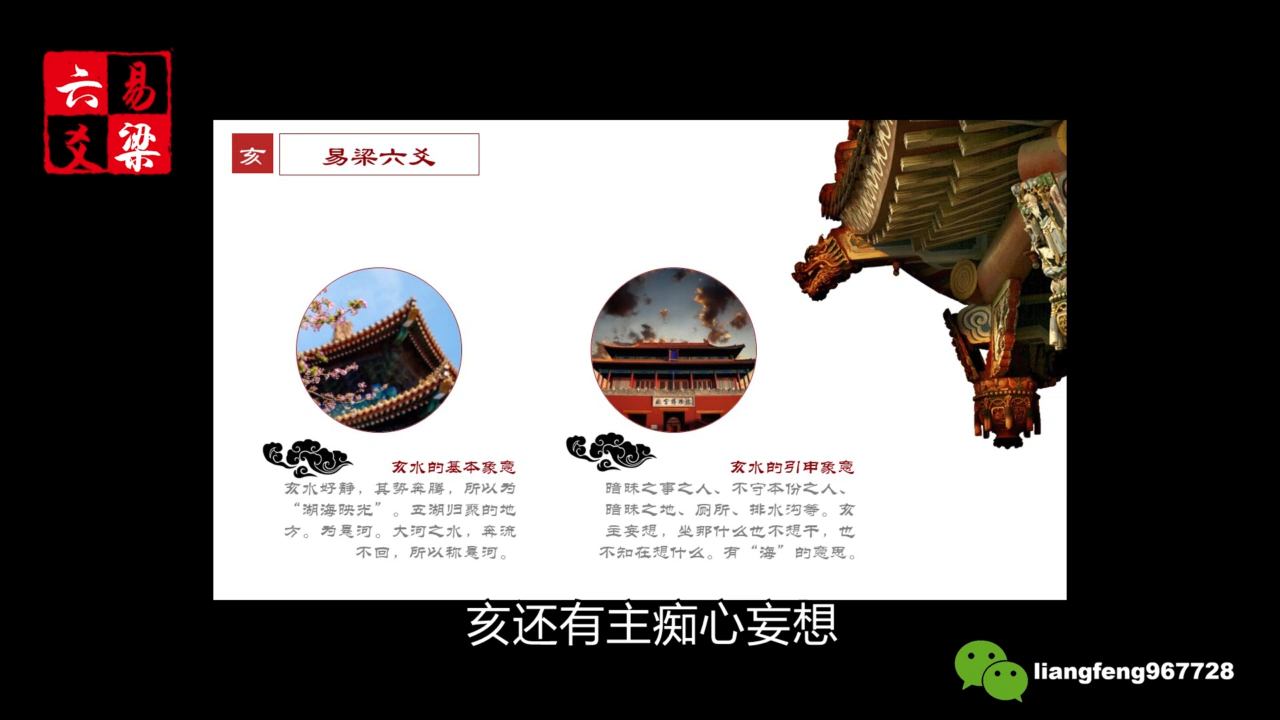 六易
爻梁
亥
易梁六爻
亥水的基本象意
亥水好静，其势奔腾，所以为
“湖海映光”。五湖归聚的地
方。为悬河。大河之水，奔流
不回，所以称悬河。
亥水的引申象意
暗昧之事之人、不守本份之人、
暗昧之地、厕所、排水沟等。亥
主妄想，坐那什么也不想干，也
不知在想什么。有“海”的意思。
亥还有主痴心妄想
liangfeng967728